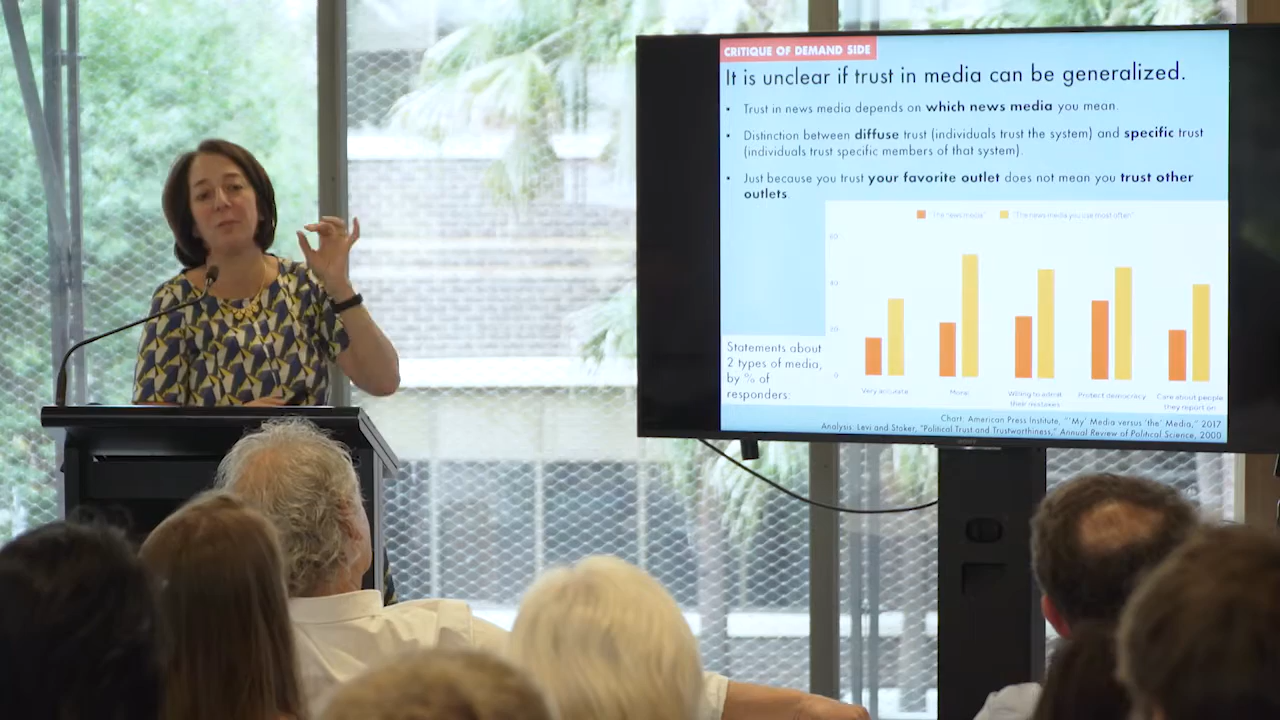 CRITIQUE OF DEMAND SIDE
It is unclear if trust in media can be generalized.
• Trust in news media depends on which news media you mean.
• Distinction between diffuse trust (individuals trust the system) and specific trust
(individuals trust specific members of that system).
• Just because you trust your favorite outlet does not mean you trust other
outlets.
"The news media" "The news media you use most often"
60
40
20
0
Statements about
2 types of media,
by % of
responders:
Very accurate Moral Willing to admit Protect democracy Care about people
their mistakes they report on
Chart: American Press Institute, "'My' Media versus 'the' Media," 2017
Analysis: Levi and Stoker, "Political Trust and Trustworthiness," Annual Review of Political Science, 2000
SONY